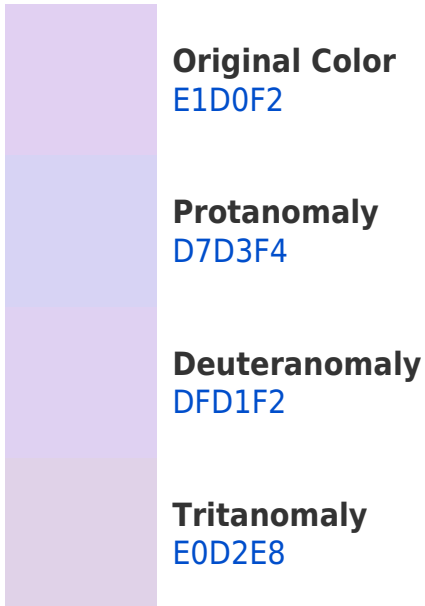 Original Color
E1D0F2
Protanomaly
D7D3F4
Deuteranomaly
DFD1F2
Tritanomaly
E0D2E8